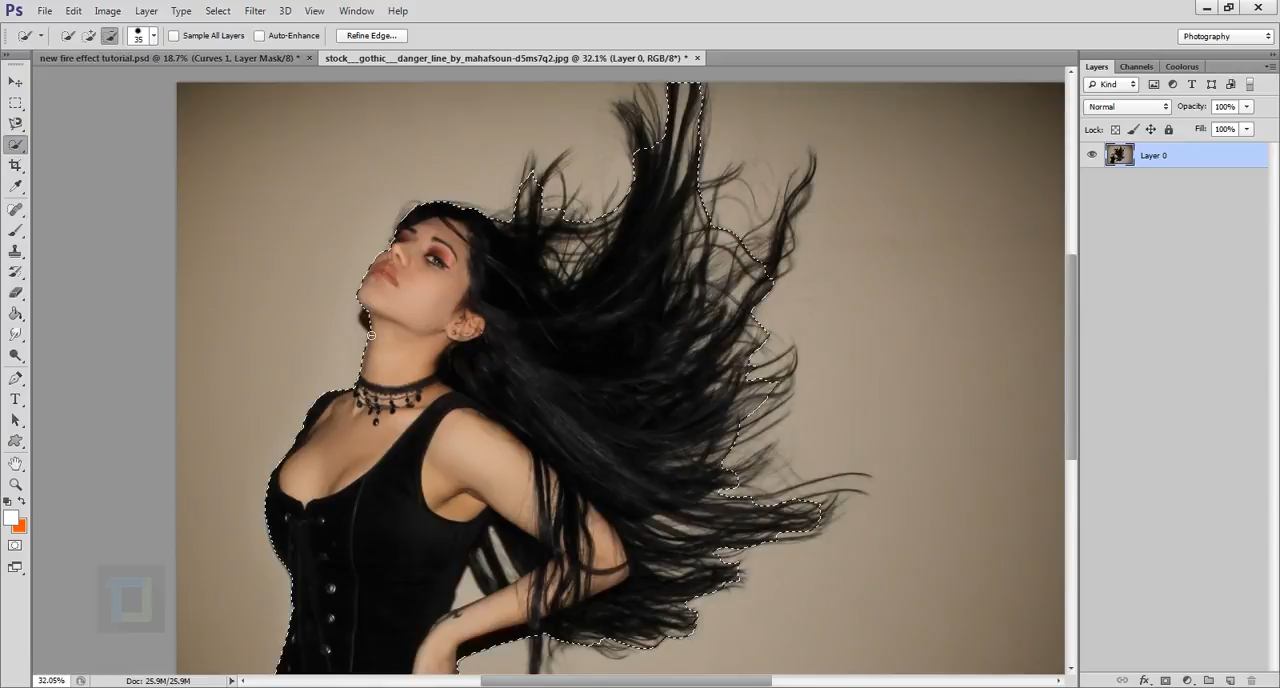 Ps File Edit Image Layer Type Select Filter 3D View Window Help
35 Sample All Layers Auto-Enhance Refine Edge... Photography
new fire effect tutorial.psd @ 18.7% (Curves 1, Layer Mask/8) * × stock__gothic__danger_line_by_mahafsoun-d5ms7q2.jpg @ 32.1% (Layer 0, RGB/8*) * ×
Layers Channels Coolorus
Kind
Normal Opacity: 100%
Lock: Fill: 100%
Layer 0
32.05% Doc: 25.9M/25.9M